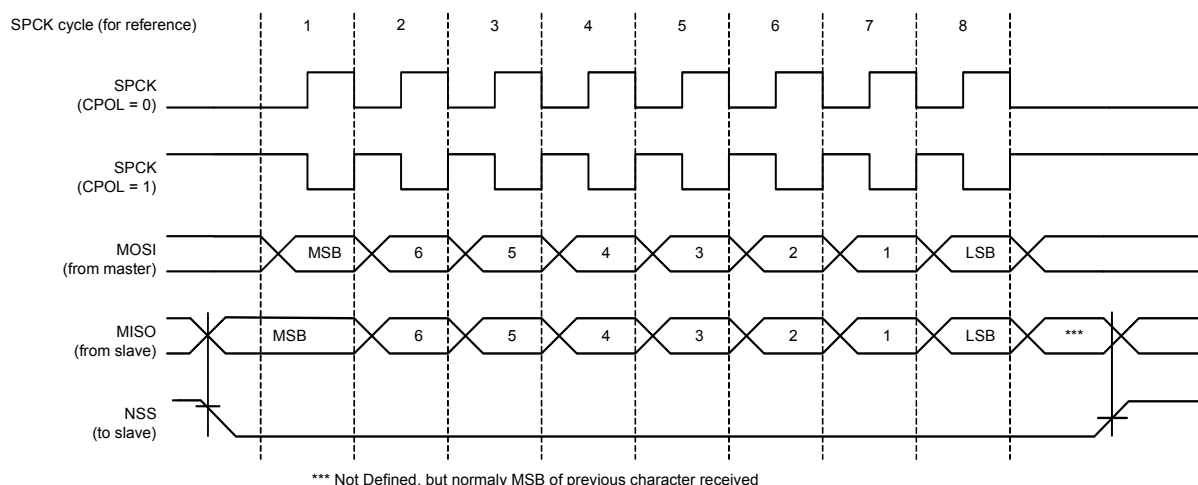 SPCK cycle (for reference) 1 2 3 4 5 6 7 8
SPCK
(CPOL = 0)
SPCK
(CPOL = 1)
MOSI
(from master)
MSB 6 5 4 3 2 1 LSB
MISO
(from slave)
MSB 6 5 4 3 2 1 LSB ***
NSS
(to slave)
*** Not Defined, but normaly MSB of previous character received